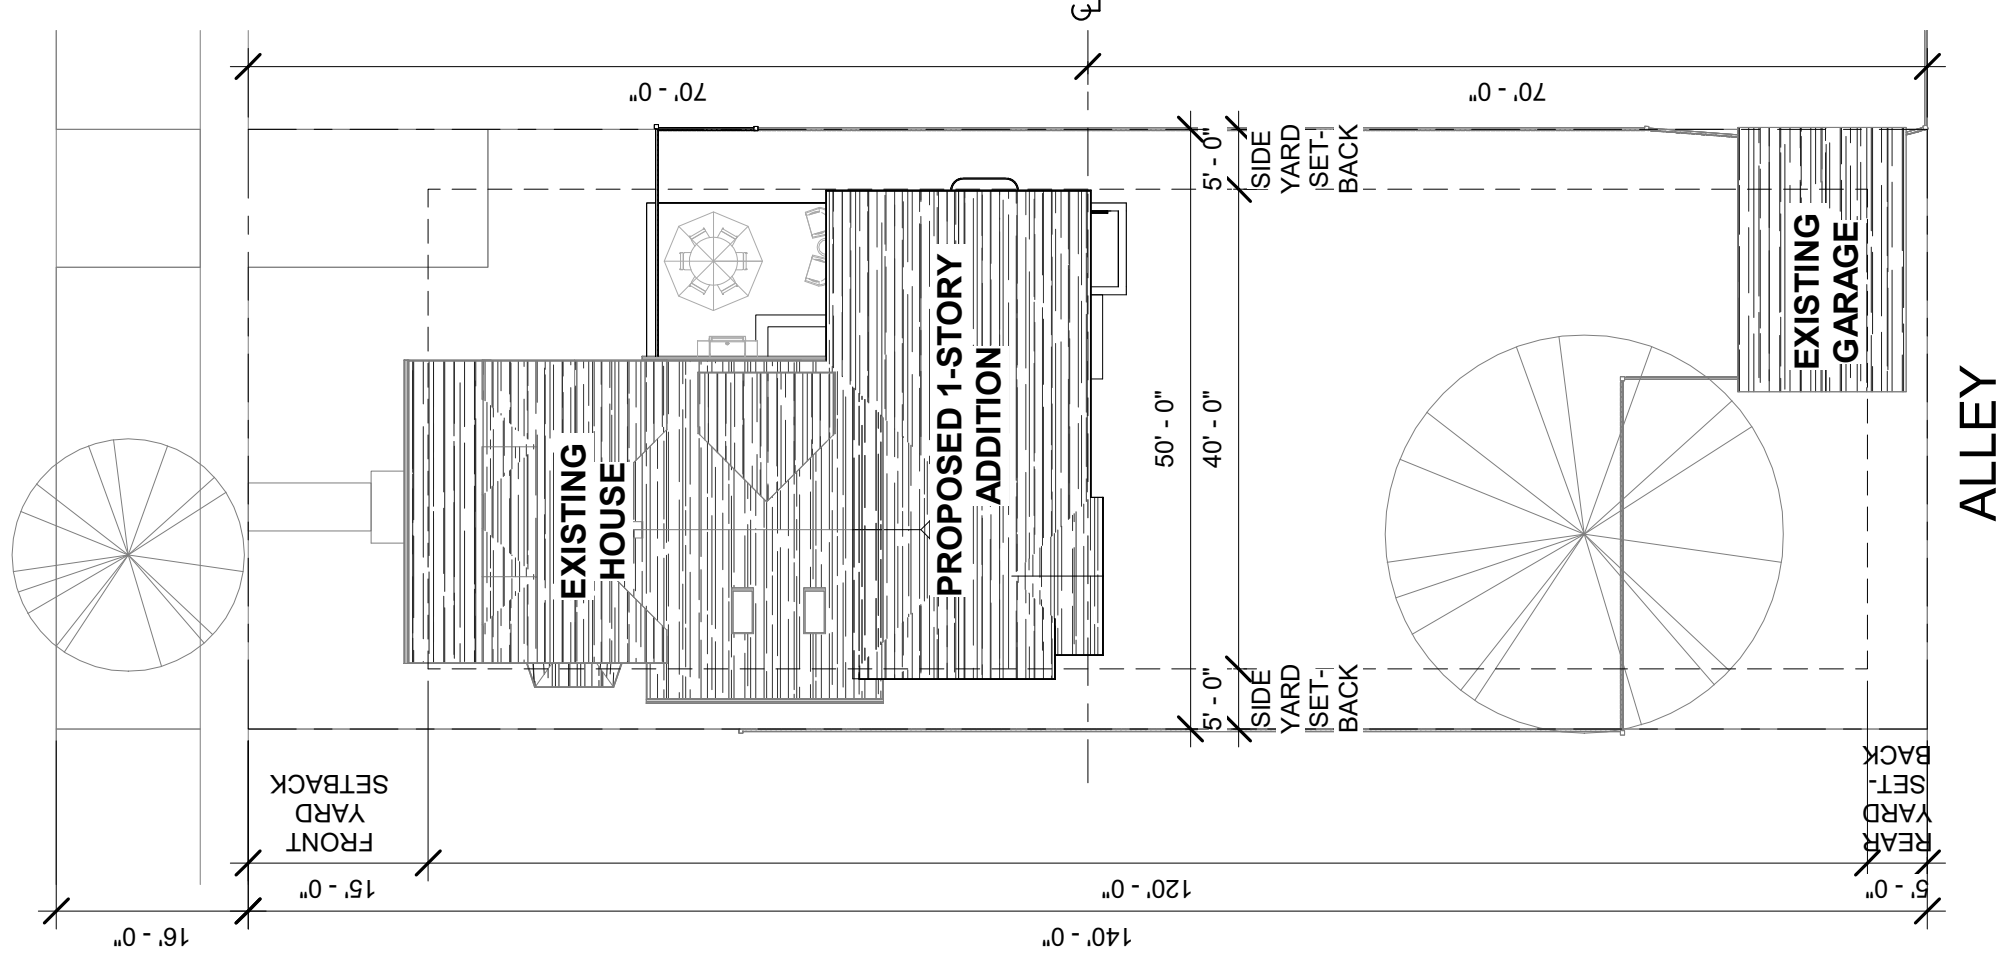 ℄
70' - 0"
70' - 0"
5' - 0"
SIDE
YARD
SET-
BACK
EXISTING
HOUSE
PROPOSED 1-STORY
ADDITION
50' - 0"
40' - 0"
EXISTING
GARAGE
ALLEY
5' - 0"
SIDE
YARD
SET-
BACK
FRONT
YARD
SETBACK
REAR
YARD
SET-
BACK
15' - 0"
120' - 0"
5' - 0"
16' - 0"
140' - 0"